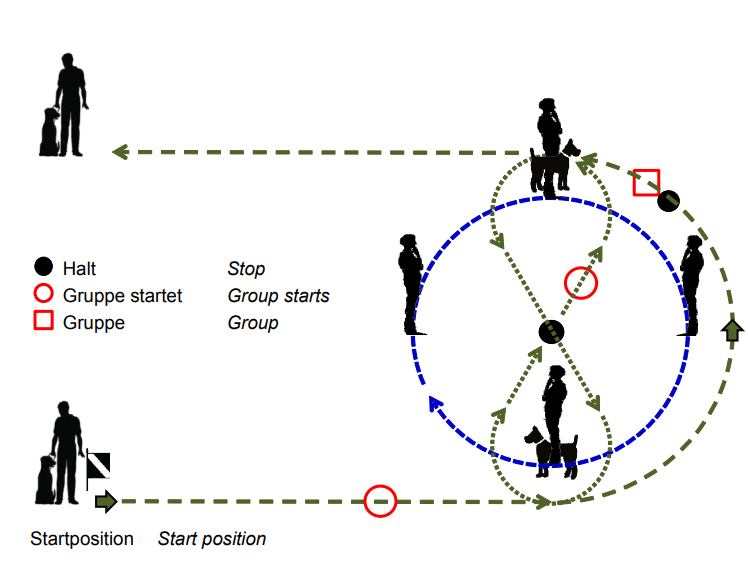 Halt Stop
Gruppe startet Group starts
Gruppe Group
Startposition Start position